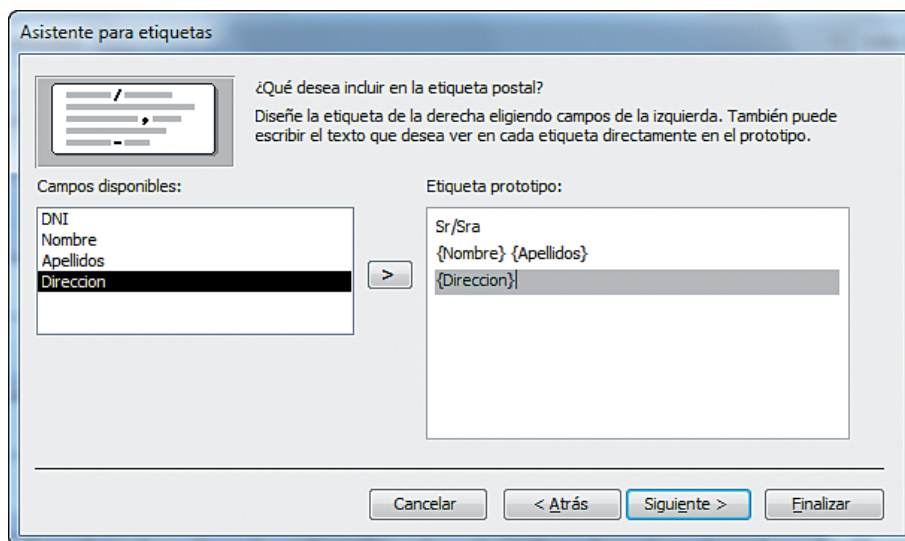 Asistente para etiquetas
¿Qué desea incluir en la etiqueta postal?
Diseñe la etiqueta de la derecha eligiendo campos de la izquierda. También puede
escribir el texto que desea ver en cada etiqueta directamente en el prototipo.
Campos disponibles:
DNI
Nombre
Apellidos
Direccion
>
Etiqueta prototipo:
Sr/Sra
{Nombre} {Apellidos}
{Direccion}
Cancelar
< Atrás
Siguiente >
Finalizar